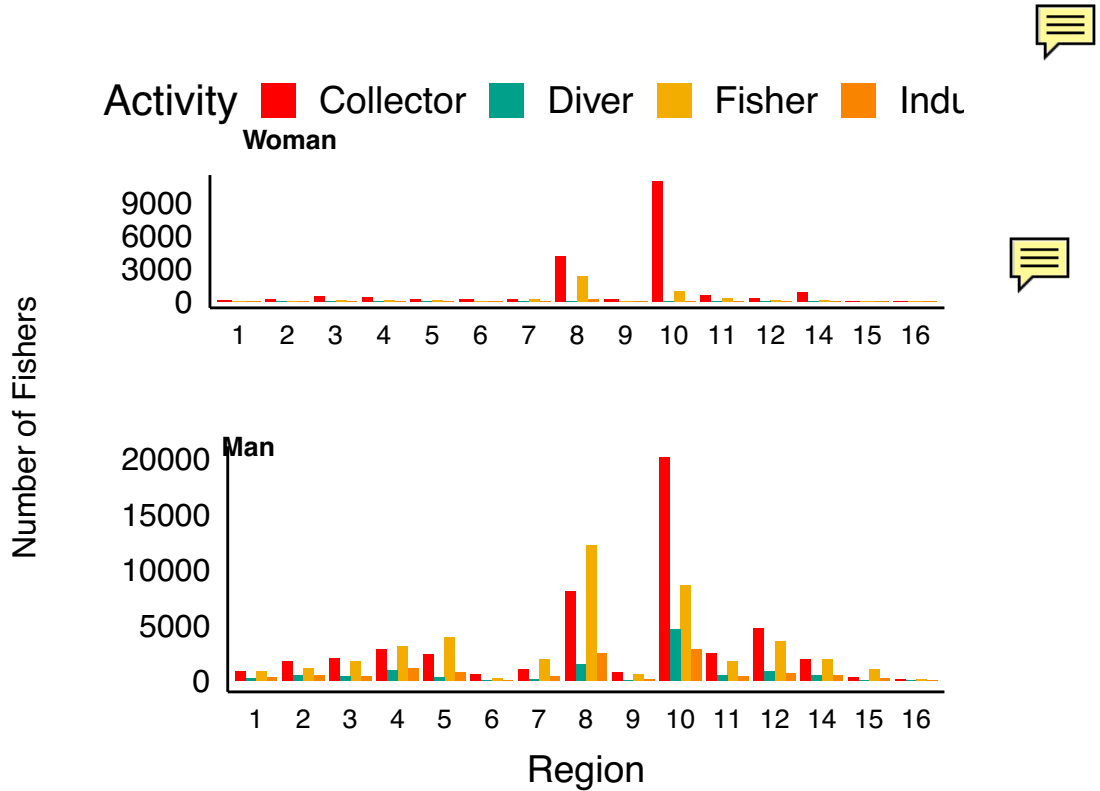 Activity Collector Diver Fisher Indu
Woman
9000
6000
3000
0
1 2 3 4 5 6 7 8 9 10 11 12 14 15 16
Number of Fishers
Man
20000
15000
10000
5000
0
1 2 3 4 5 6 7 8 9 10 11 12 14 15 16
Region